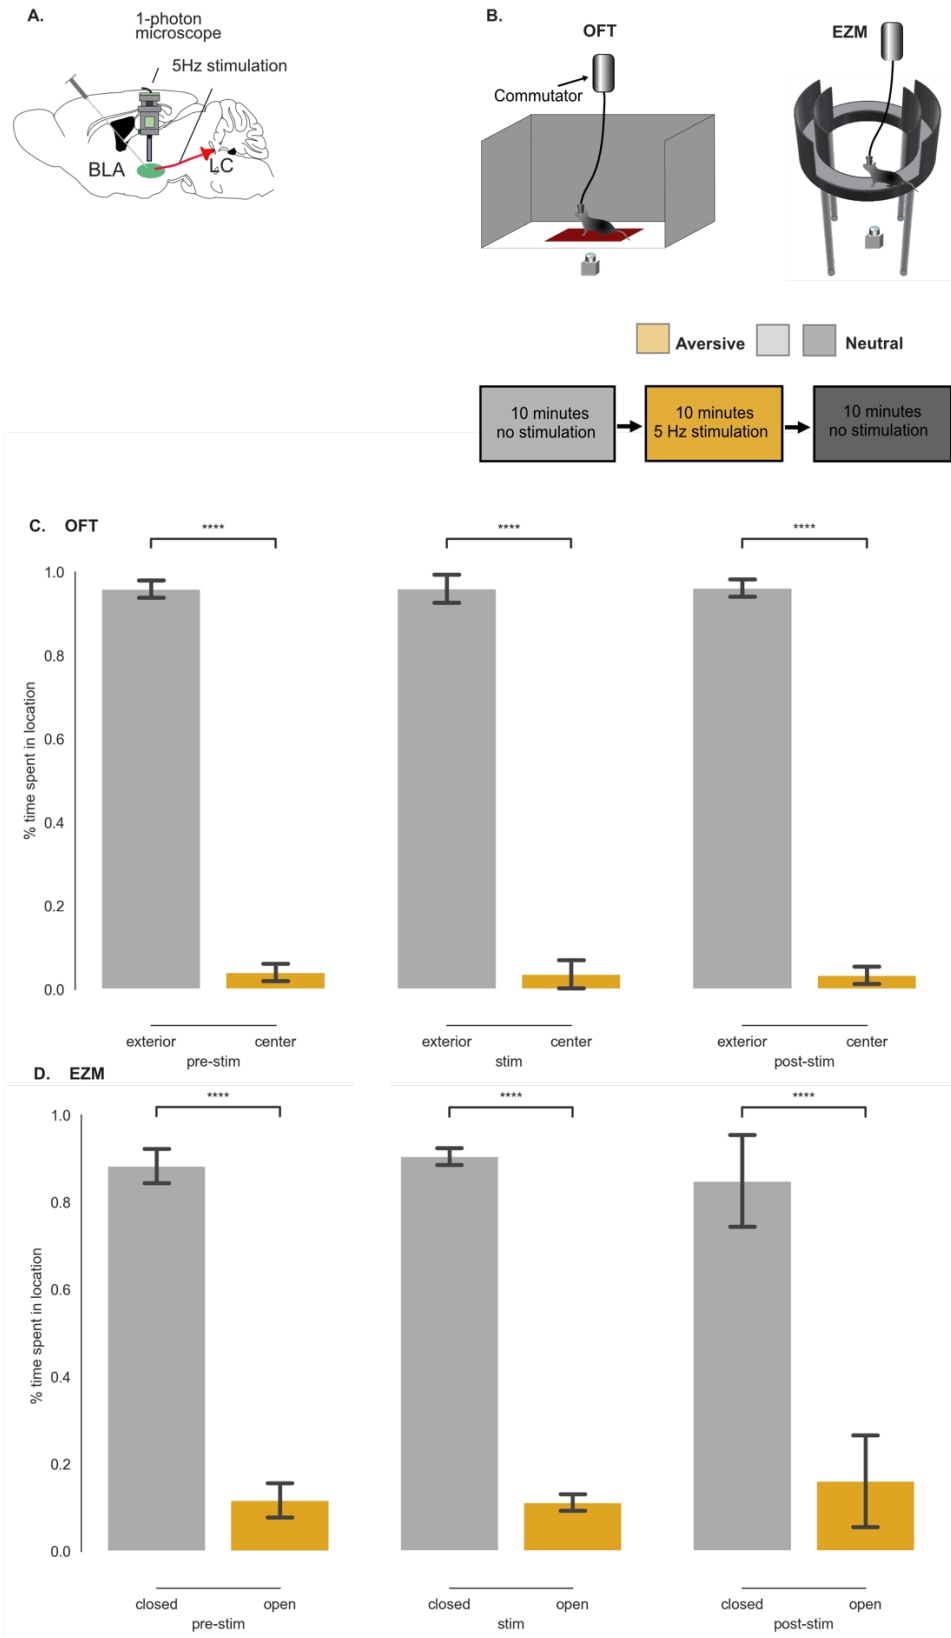 A.
1-photon
microscope
5Hz stimulation
BLA
LC
B.
OFT
EZM
Commutator
Aversive
Neutral
10 minutes
no stimulation
10 minutes
5 Hz stimulation
10 minutes
no stimulation
C. OFT
**** **** ****
% time spent in location
1.0
0.8
0.6
0.4
0.2
0.0
exterior center exterior center exterior center
pre-stim stim post-stim
D. EZM
**** **** ****
% time spent in location
1.0
0.8
0.6
0.4
0.2
0.0
closed open closed open closed open
pre-stim stim post-stim